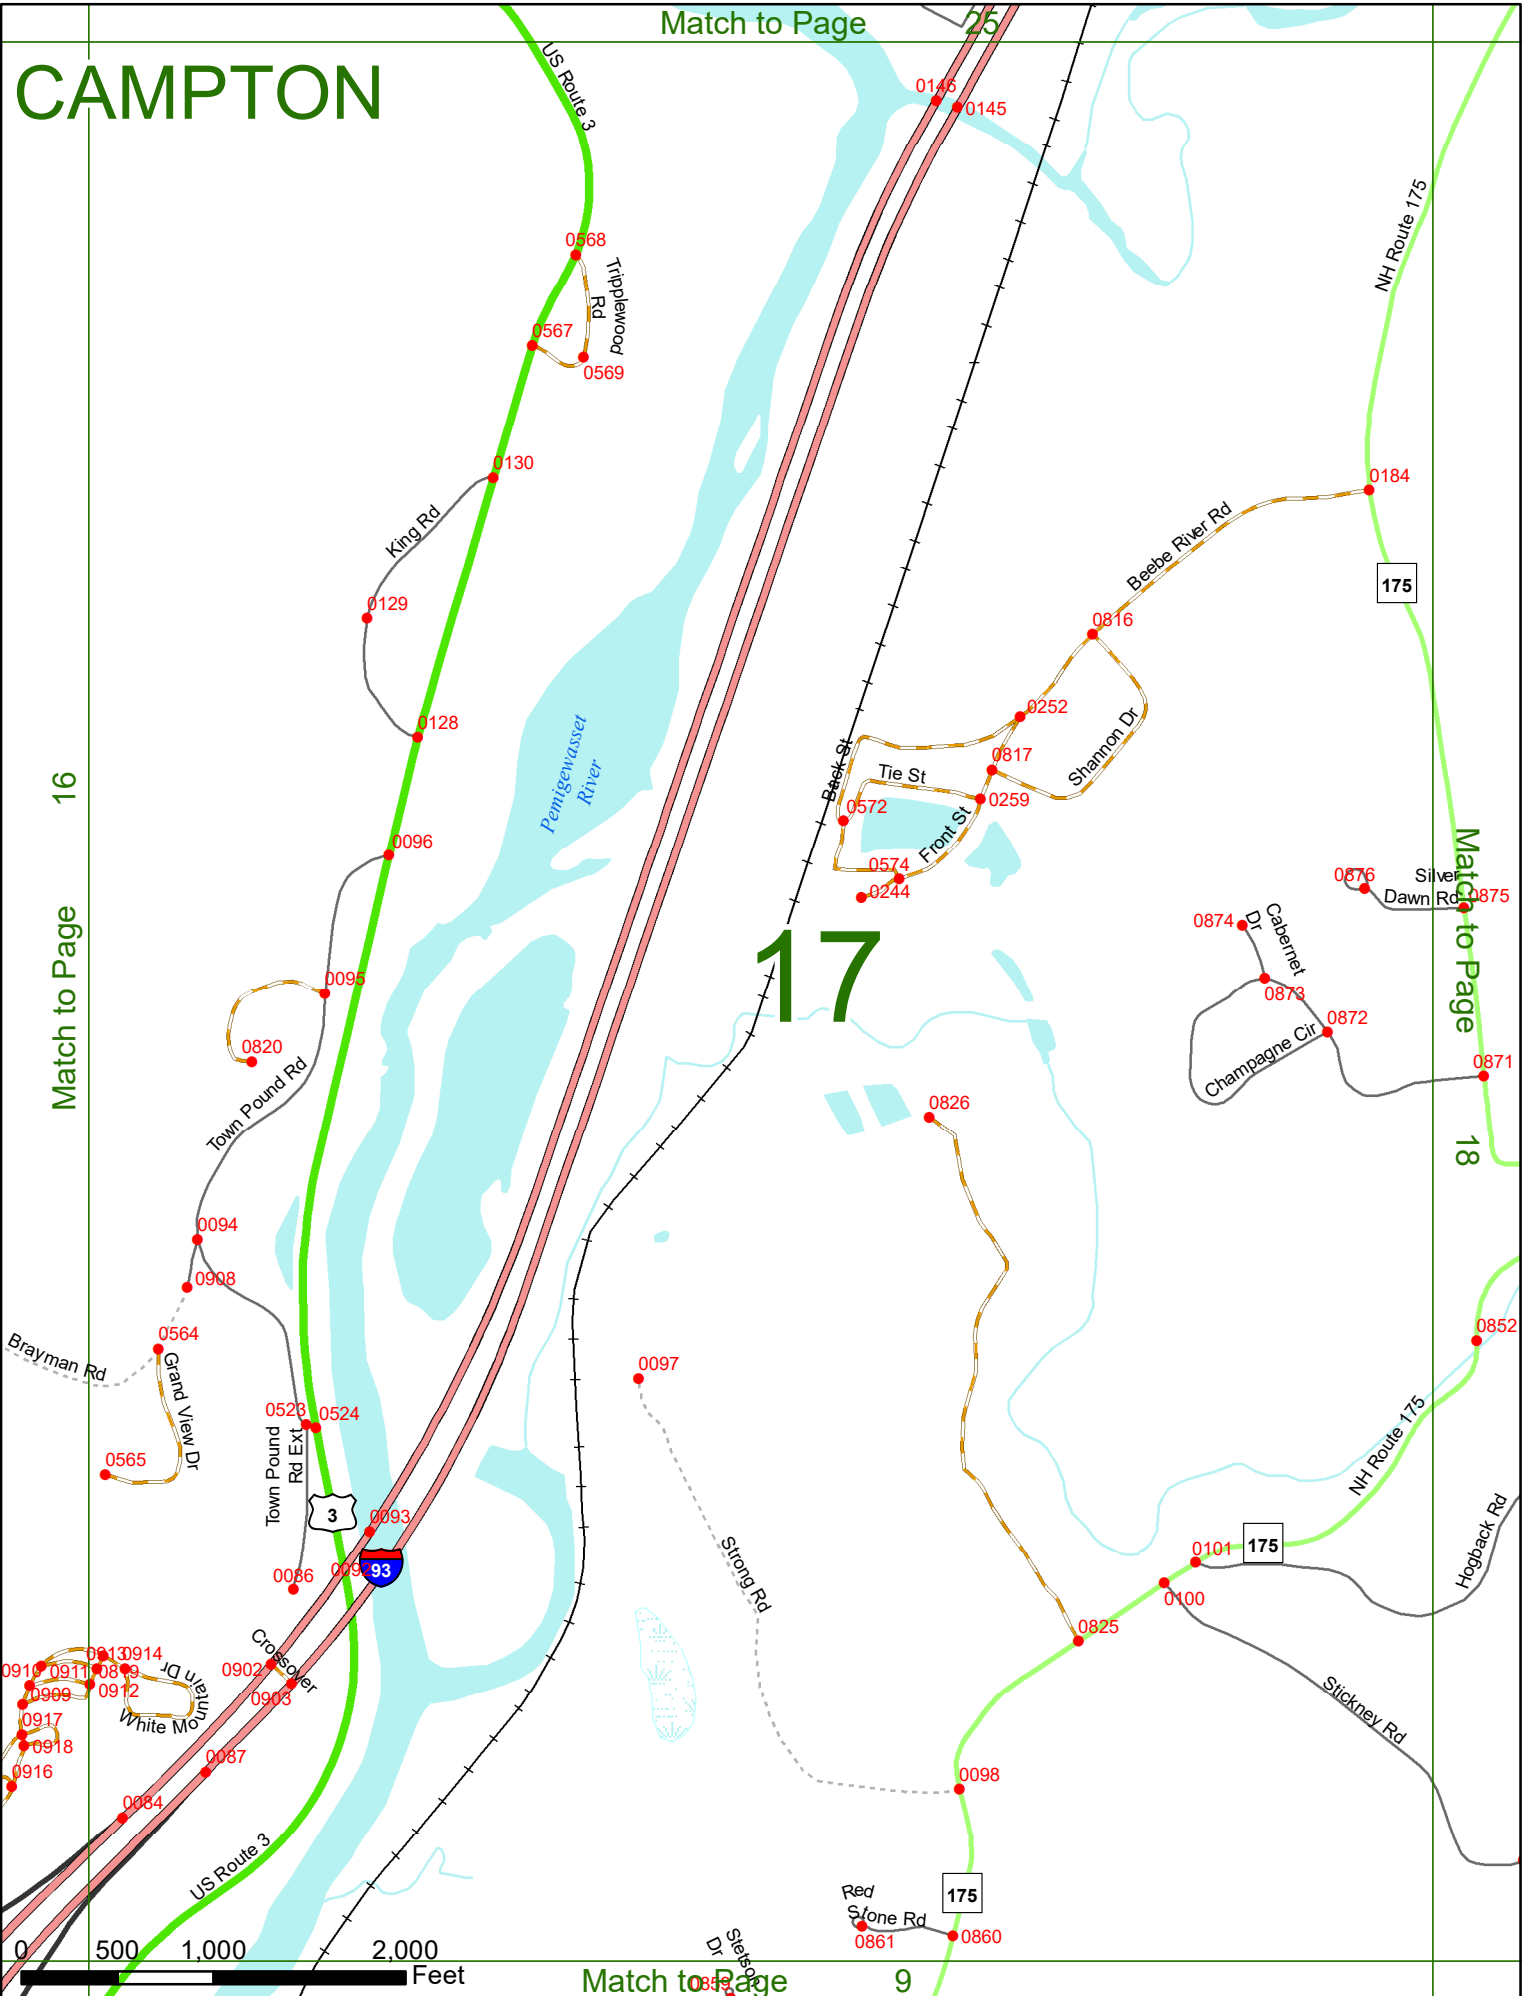 Match to Page 25
CAMPTON
US Route 3
0146
0145
NH Route 175
0568
Tripplewood
Rd
0567
0569
0130
King Rd
0184
Beebe River Rd
175
0129
0816
0128
0252
Shannon Dr
0817
Back St
Tie St
0259
0572
Front St
0574
0244
Pemigewasset
River
16
Match to Page
0096
0095
0820
Town Pound Rd
17
0876
Silver
Dawn Rd
0875
Match to Page
18
0874
Cabernet
Dr
0873
0872
Champagne Cir
0871
0826
0094
0908
0564
Brayman Rd
Grand View Dr
0565
0523
0524
Town Pound
Rd Ext
3
0093
0092
93
0086
0097
Strong Rd
0852
NH Route 175
Hogback Rd
0101
175
0100
0825
Stickney Rd
Crossover
0902
0903
0913
0914
0910
0911
0819
0912
0909
White Mountain Dr
0917
0918
0916
0087
0084
US Route 3
0098
175
Red
Stone Rd
0861
0860
Stetson
Dr
0859
0 500 1,000 2,000
Feet
Match to Page 9